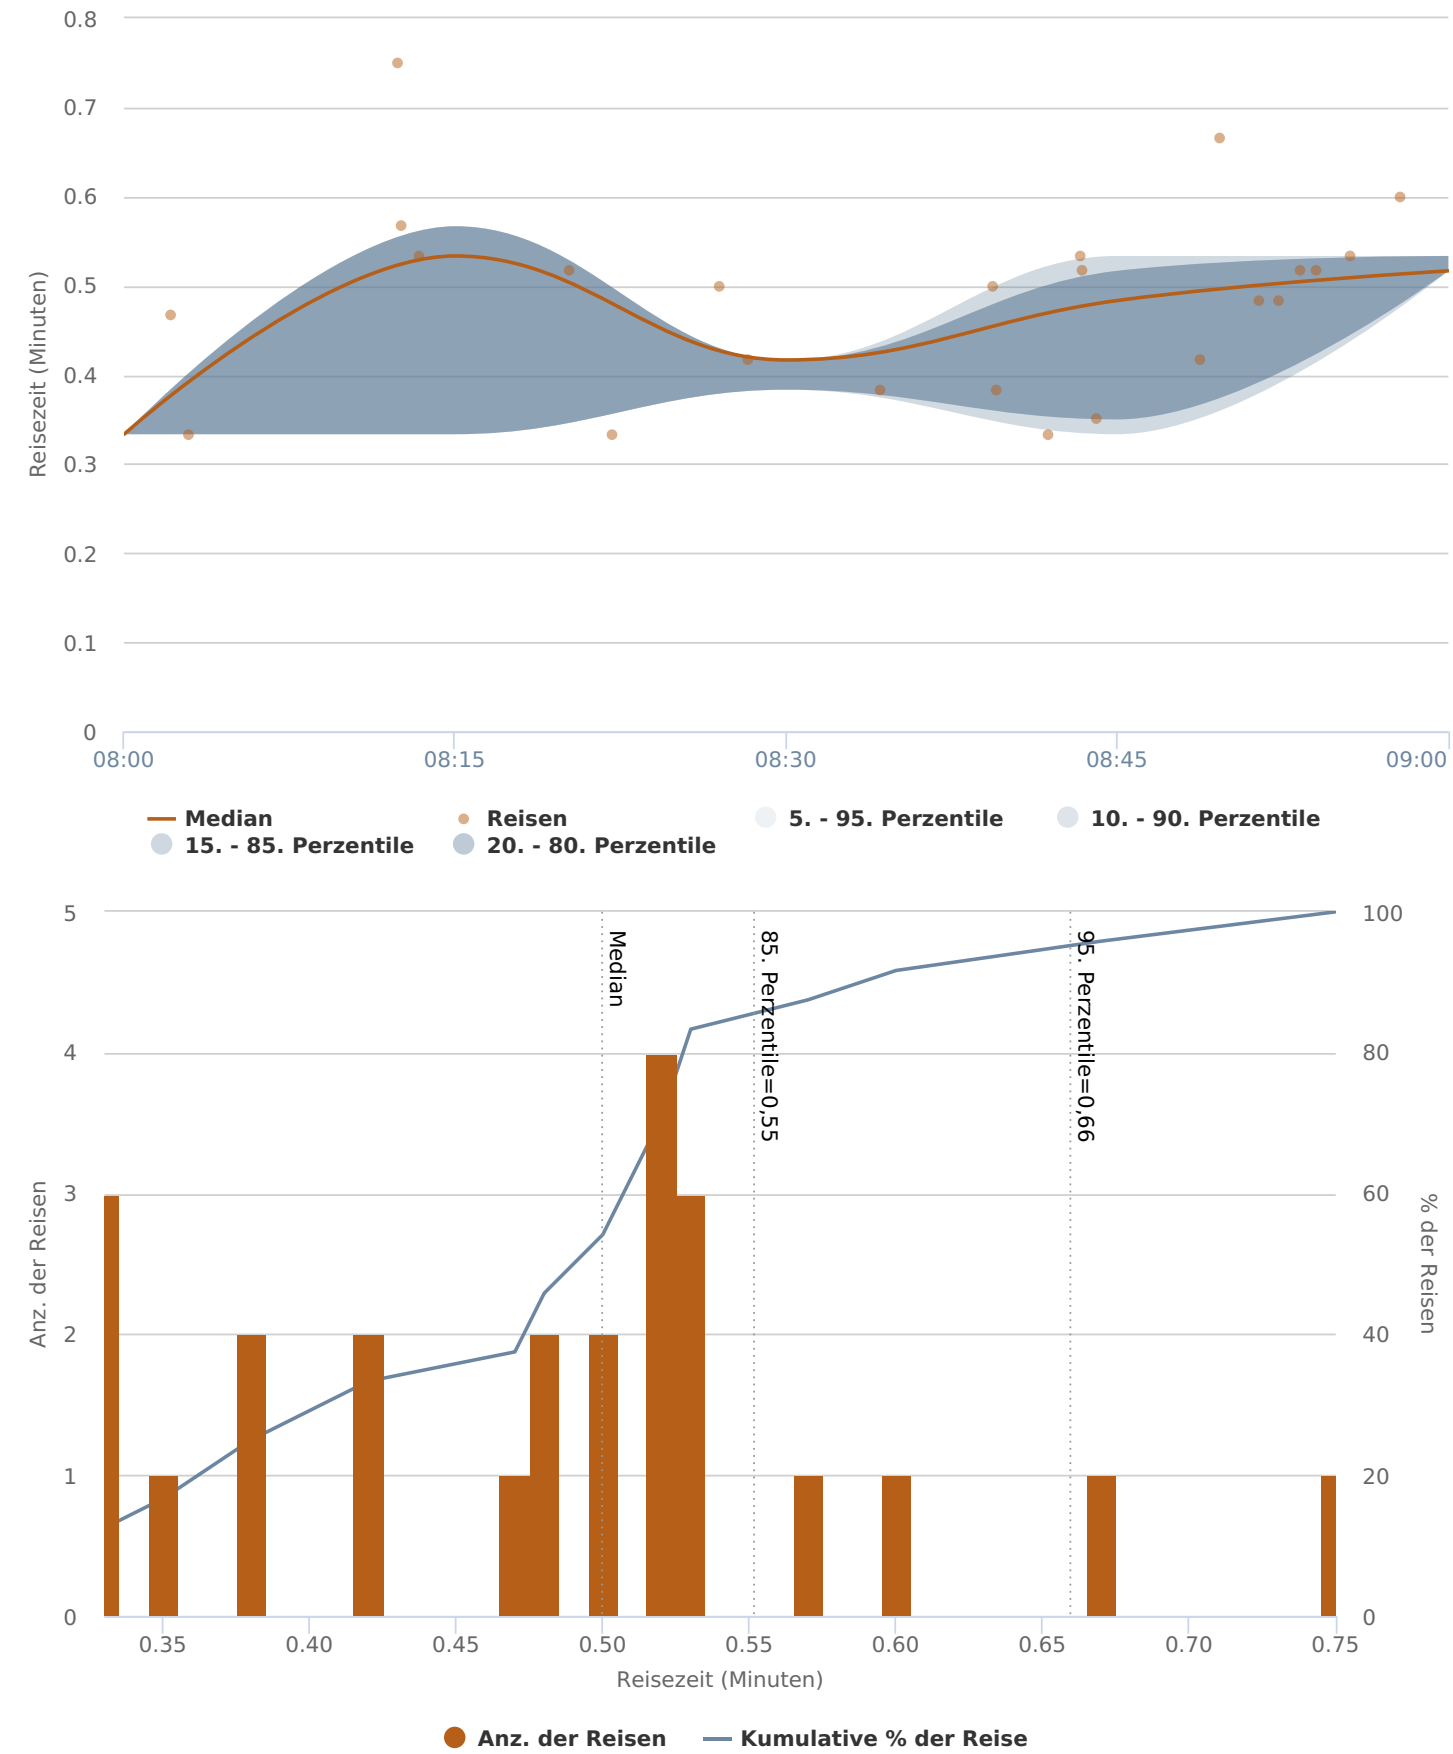 0.8
0.7
0.6
0.5
0.4
0.3
0.2
0.1
0
Reisezeit (Minuten)
08:00 08:15 08:30 08:45 09:00
Median Reisen 5. - 95. Perzentile 10. - 90. Perzentile
15. - 85. Perzentile 20. - 80. Perzentile
5 100
4 80
3 60
2 40
1 20
0 0
Anz. der Reisen
% der Reisen
Median
85. Perzentile=0,55
95. Perzentile=0,66
0.35 0.40 0.45 0.50 0.55 0.60 0.65 0.70 0.75
Reisezeit (Minuten)
Anz. der Reisen Kumulative % der Reise